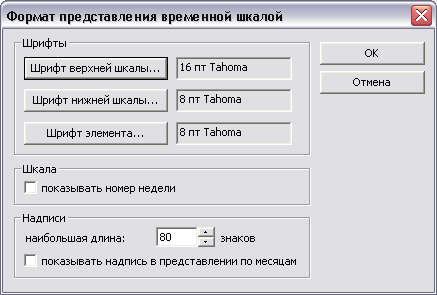 Формат представления временной шкалой
Шрифты
Шрифт верхней шкалы... 16 пт Tahoma
Шрифт нижней шкалы... 8 пт Tahoma
Шрифт элемента... 8 пт Tahoma
OK
Отмена
Шкала
показывать номер недели
Надписи
наибольшая длина: 80 знаков
показывать надпись в представлении по месяцам